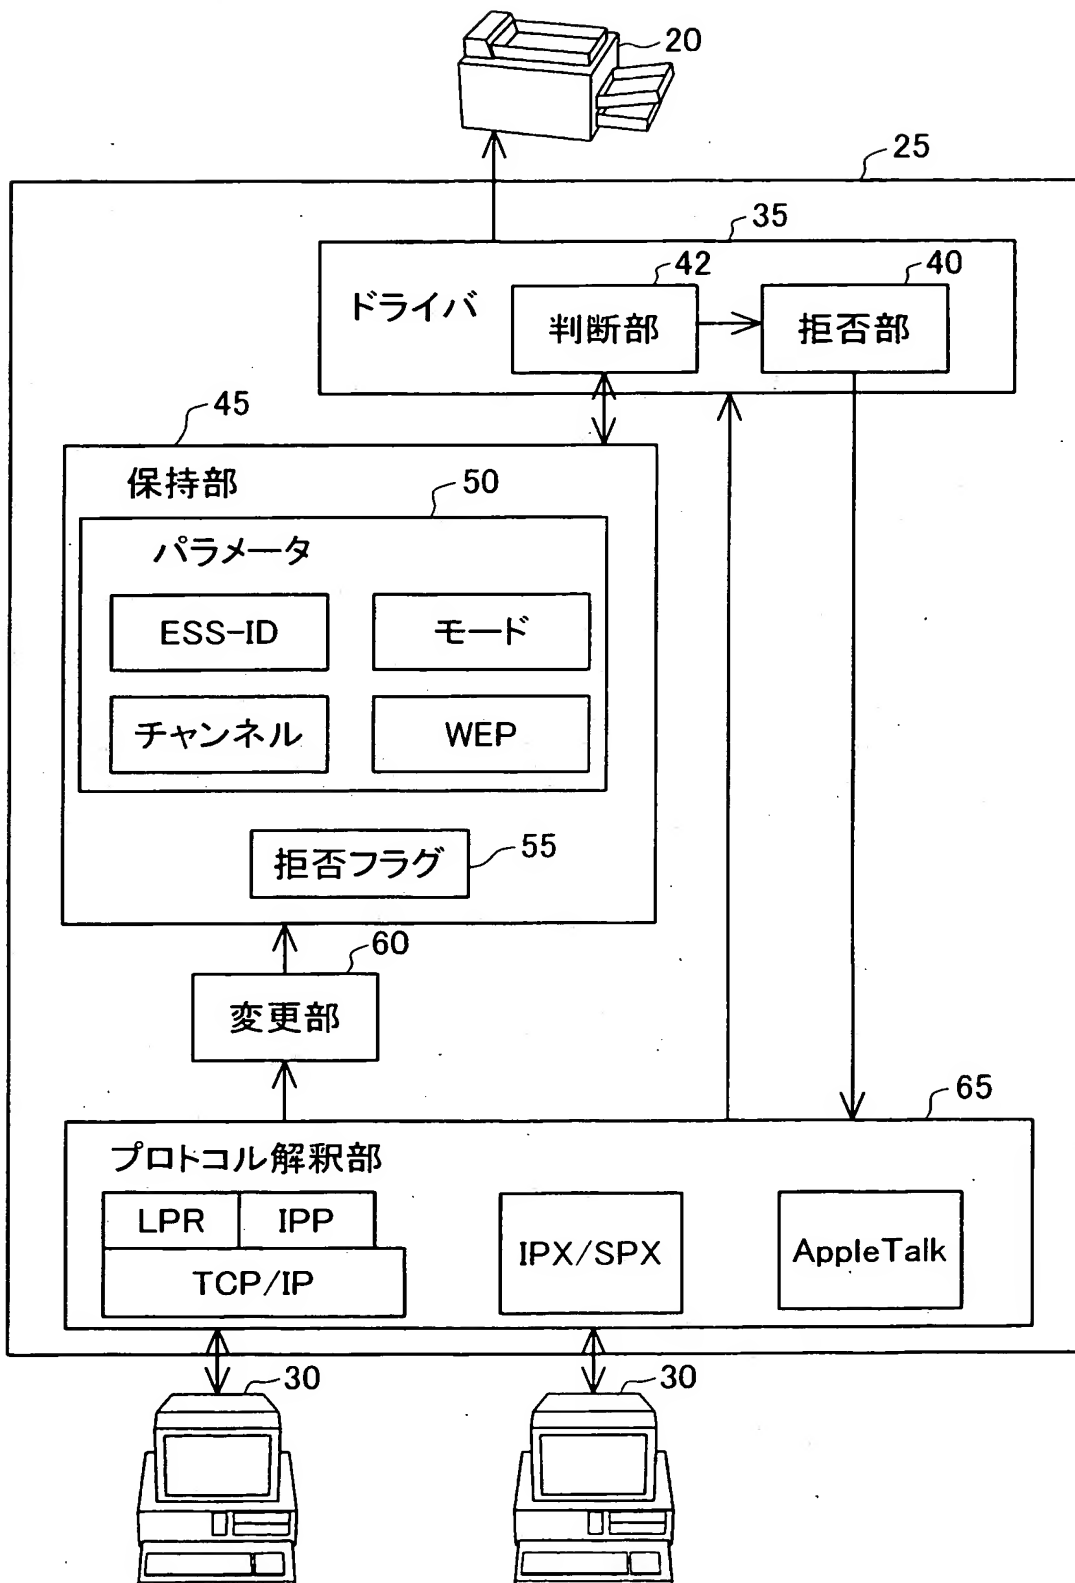 20
25
35
42
40
ドライバ
判断部
拒否部
45
保持部
50
パラメータ
ESS-ID
モード
チャンネル
WEP
拒否フラグ
55
60
変更部
65
プロトコル解釈部
LPR
IPP
TCP/IP
IPX/SPX
AppleTalk
30
30